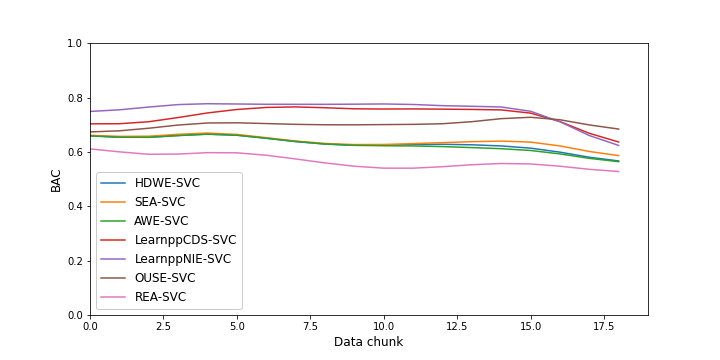 1.0
0.8
0.6
0.4
0.2
0.0
BAC
HDWE-SVC
SEA-SVC
AWE-SVC
LearnppCDS-SVC
LearnppNIE-SVC
OUSE-SVC
REA-SVC
0.0 2.5 5.0 7.5 10.0 12.5 15.0 17.5
Data chunk